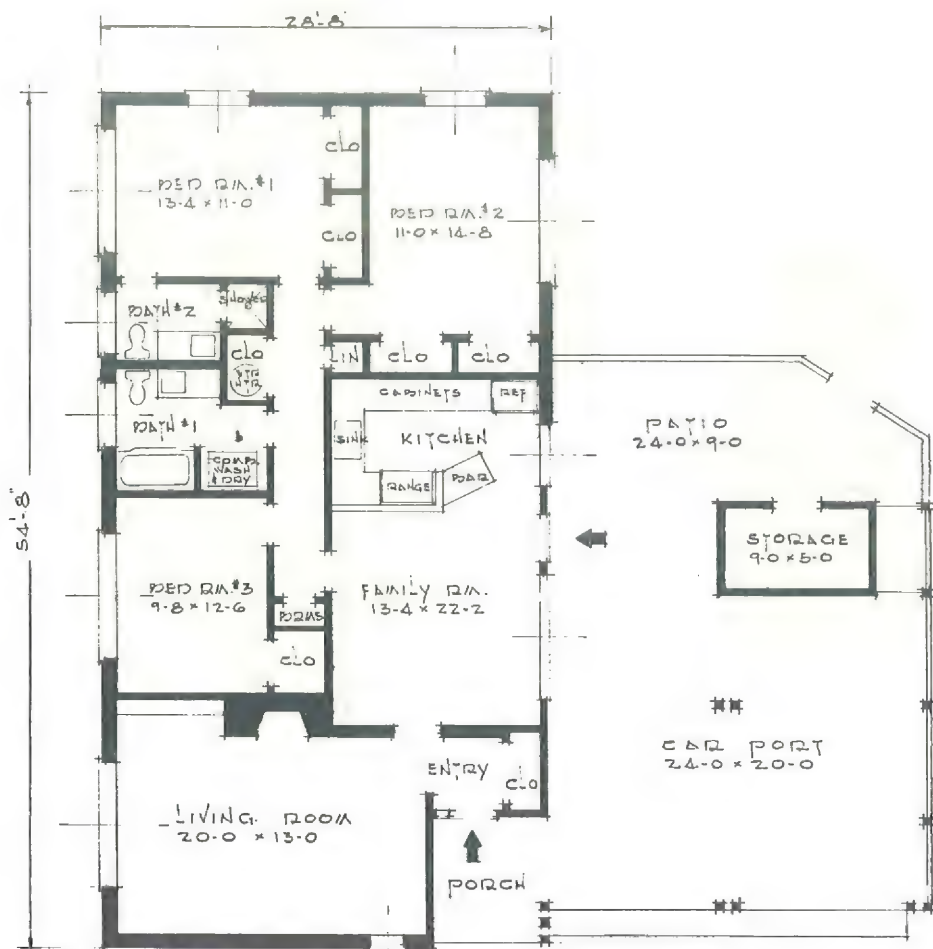 28'-8"
54'-8"
BED RM. #1
13-4 × 11-0
CLO
CLO
BED RM. #2
11-0 × 14-8
BATH #2
SHOWER
CLO
WTR
HTR
LIN
CLO
CLO
CABINETS
REF
SINK
KITCHEN
RANGE
BAR
BATH #1
COMB.
WASH
& DRY
PATIO
24-0 × 9-0
STORAGE
9-0 × 5-0
BED RM. #3
9-8 × 12-6
FAMILY RM.
13-4 × 22-2
CLO
CAR PORT
24-0 × 20-0
ENTRY
CLO
LIVING ROOM
20-0 × 13-0
PORCH